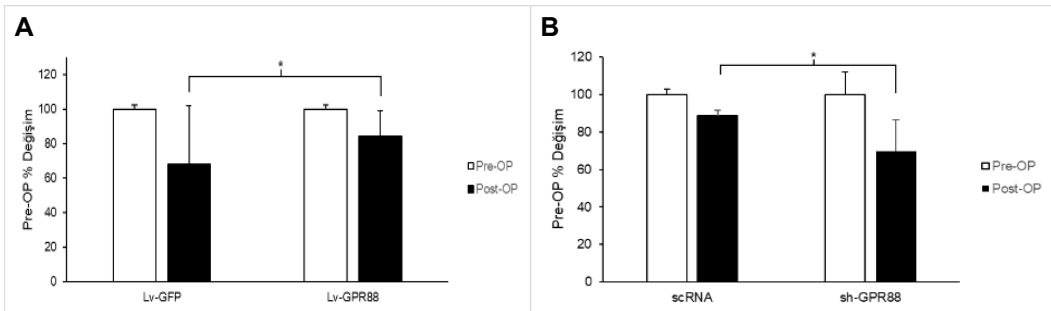 A
*
120
100
80
60
40
20
0
Pre-OP % Değişim
Lv-GFP
Lv-GPR88
Pre-OP
Post-OP
B
*
120
100
80
60
40
20
0
Pre-OP % Değişim
scRNA
sh-GPR88
Pre-OP
Post-OP